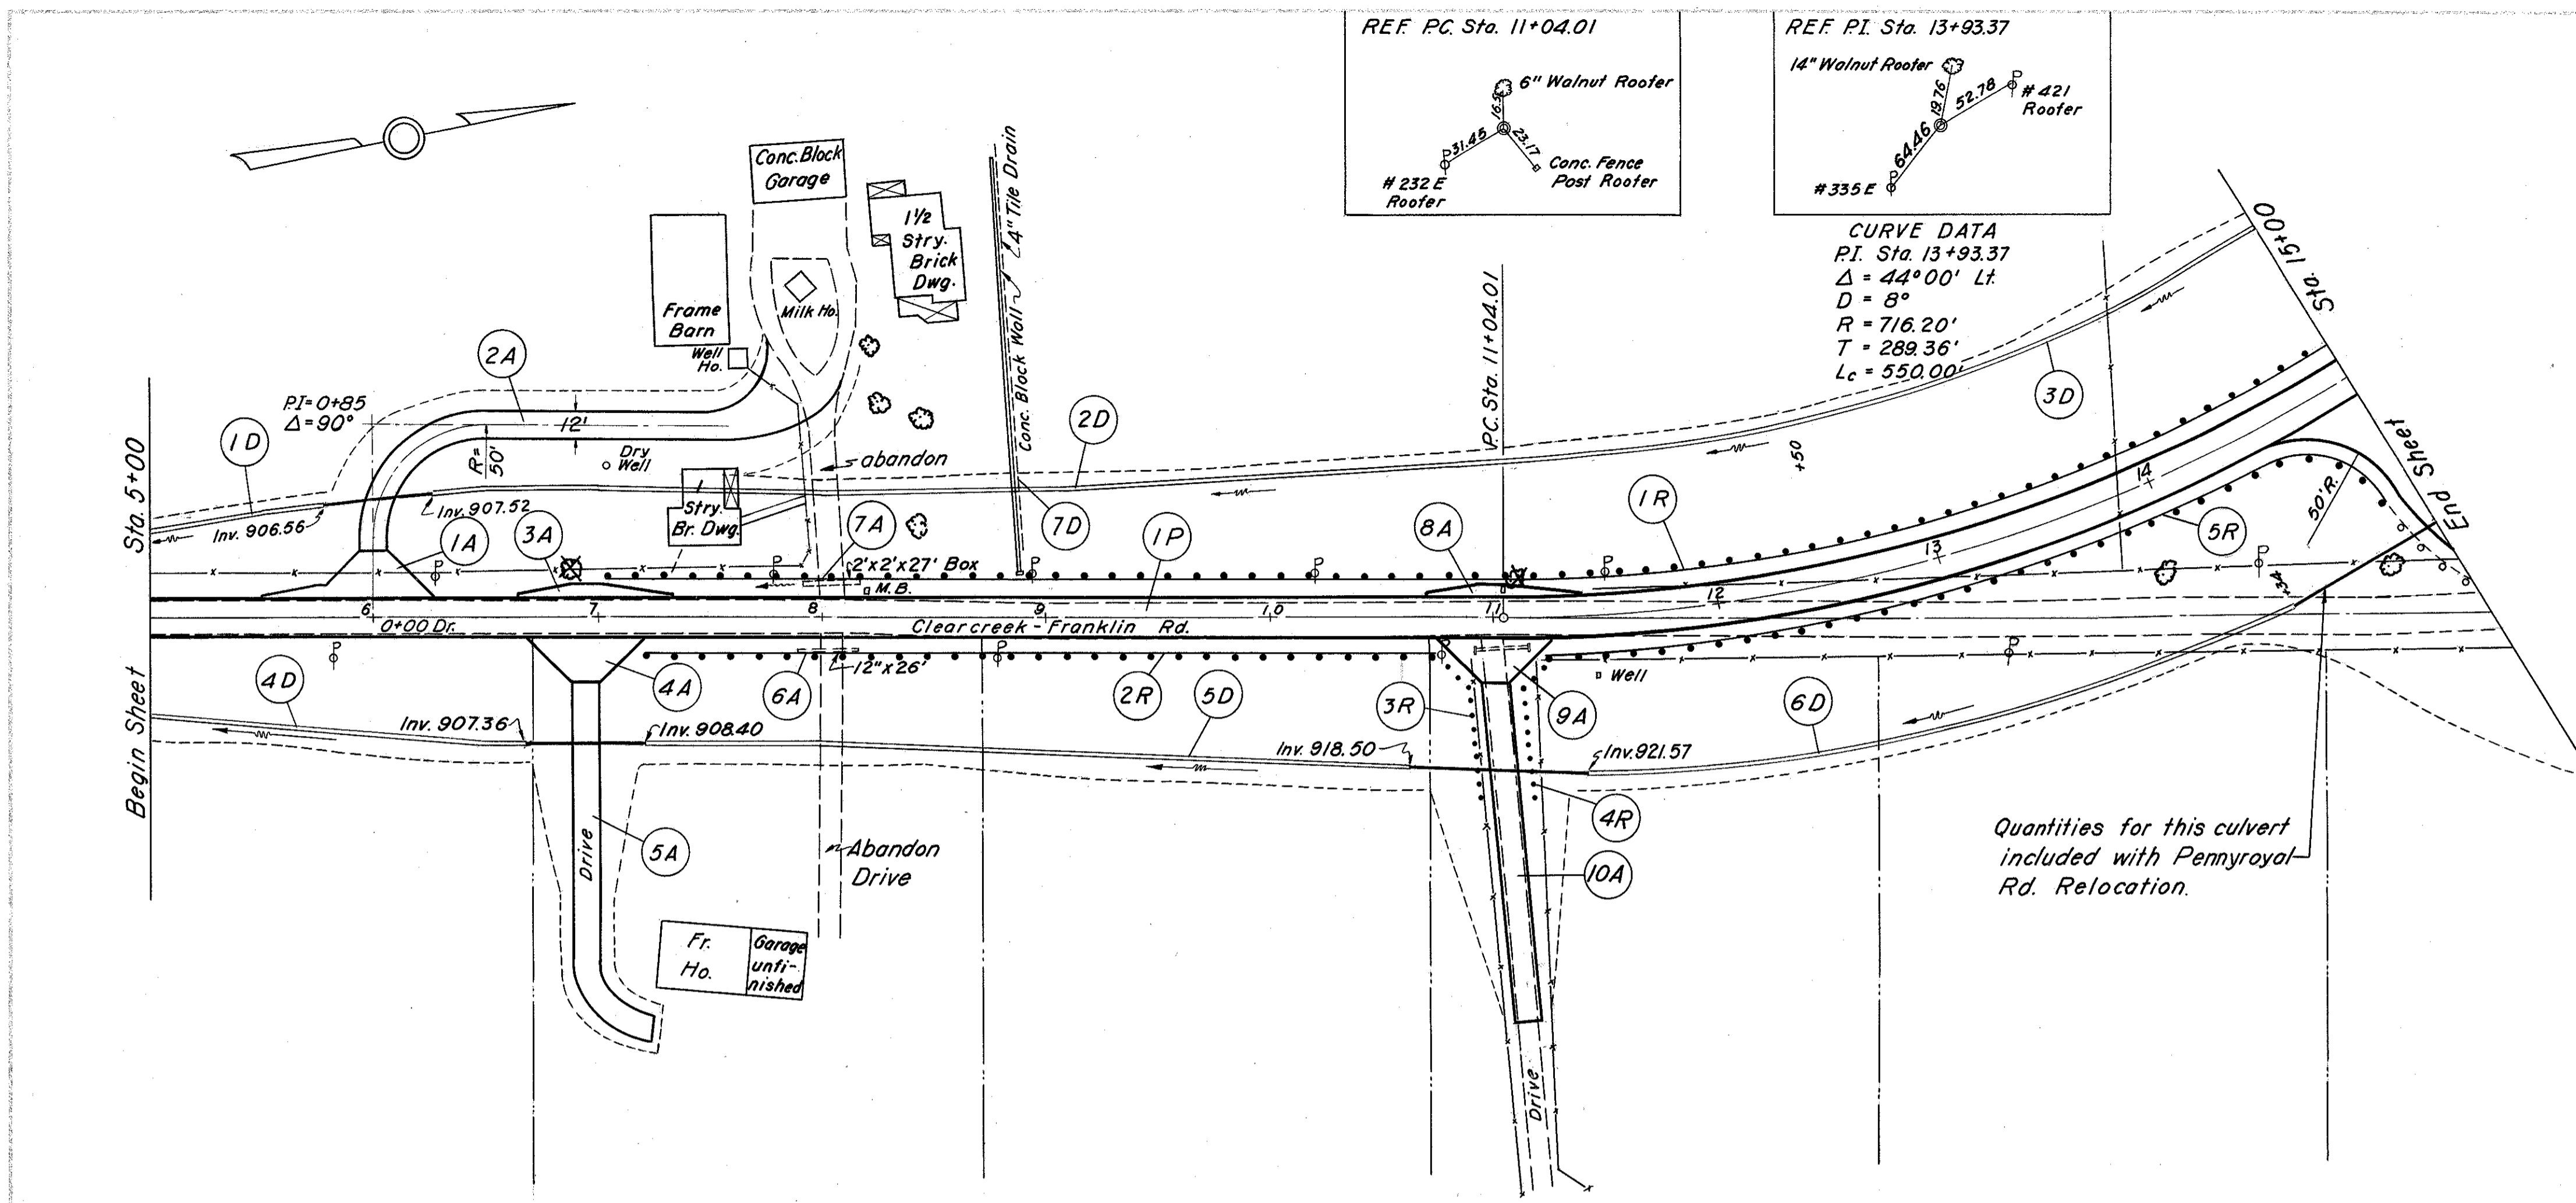 REF. P.C. Sta. 11+04.01
6" Walnut Roofer
16.5
31.45
23.17
Conc. Fence
Post Roofer
# 232 E
Roofer
REF. P.I. Sta. 13+93.37
14" Walnut Roofer
19.76
52.78
# 421
Roofer
64.46
# 335 E
CURVE DATA
P.I. Sta. 13+93.37
Δ = 44°00' Lt.
D = 8°
R = 716.20'
T = 289.36'
Lc = 550.00'
Conc. Block
Garage
1½
Stry.
Brick
Dwg.
Frame
Barn
Milk Ho.
Well
Ho.
Conc. Block Wall
4" Tile Drain
P.C. Sta. 11+04.01
Sta. 15+00
End Sheet
2A
P.I= 0+85
Δ= 90°
12'
R=
50'
Dry
Well
1D
2D
3D
abandon
+50
Sta. 5+00
Begin Sheet
Inv. 906.56
Inv. 907.52
1
Stry.
Br. Dwg.
1A
3A
7A
7D
1P
8A
1R
5R
50' R.
2'x2'x27' Box
M.B.
+34
6
7
8
9
10
11
12
13
14
0+00 Dr.
Clearcreek-Franklin Rd.
12"x26'
4D
4A
6A
2R
5D
3R
9A
Well
6D
Inv. 907.36
Inv. 908.40
Inv. 918.50
Inv. 921.57
4R
5A
Drive
Abandon
Drive
10A
Quantities for this culvert
included with Pennyroyal
Rd. Relocation.
Fr.
Ho.
Garage
unfi-
nished
Drive